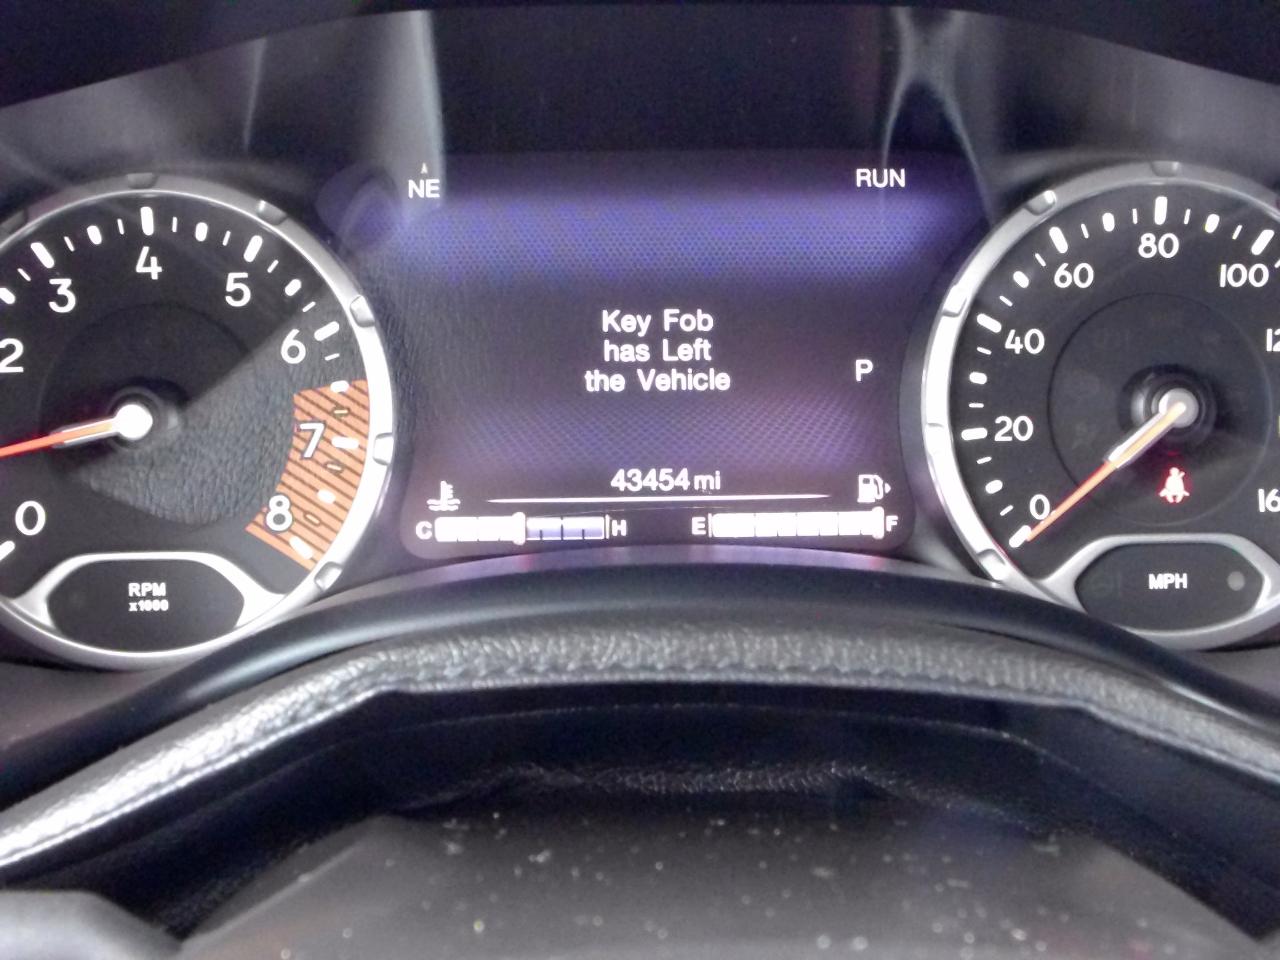 NE
RUN
3
4
5
6
2
7
0
8
RPM
x1000
Key Fob
has Left
the Vehicle
P
43454 mi
C
H
E
F
0
20
40
60
80
100
MPH